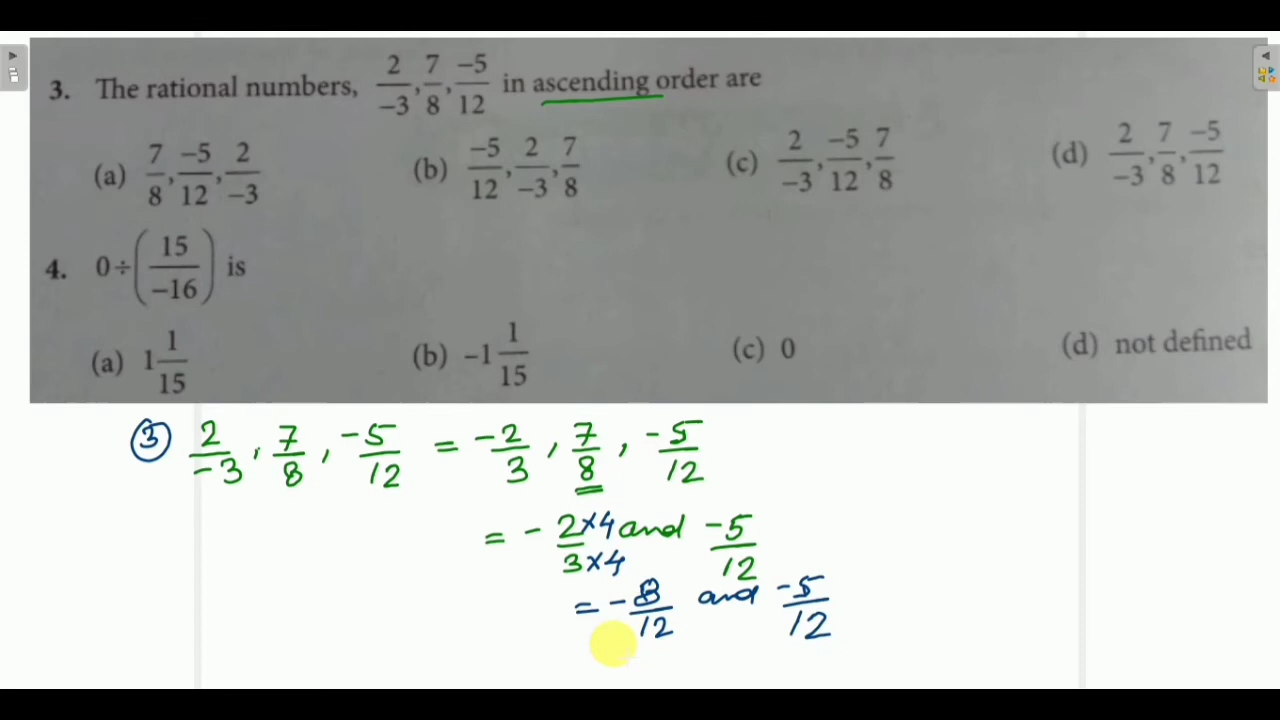 3. The rational numbers, 2/-3, 7/8, -5/12 in ascending order are
(a) 7/8, -5/12, 2/-3 (b) -5/12, 2/-3, 7/8 (c) 2/-3, -5/12, 7/8 (d) 2/-3, 7/8, -5/12
4. 0÷(15/-16) is
(a) 1 1/15 (b) -1 1/15 (c) 0 (d) not defined
③ 2/-3, 7/8, -5/12 = -2/3, 7/8, -5/12
= - 2×4/3×4 and -5/12
= - 8/12 and -5/12